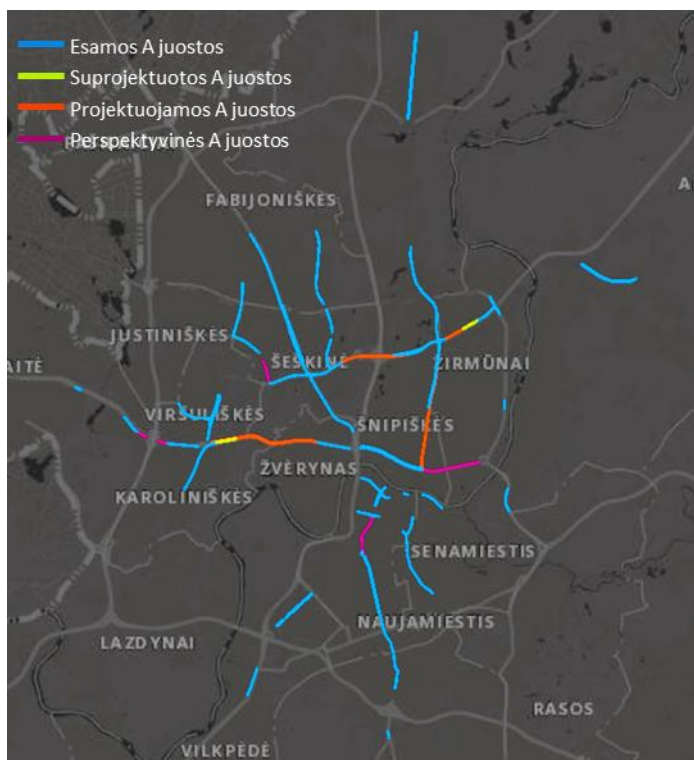 Esamos A juostos
Suprojektuotos A juostos
Projektuojamos A juostos
Perspektyvinės A juostos
FABIJONIŠKĖS
A
JUSTINIŠKĖS
ŠEŠKINĖ
ŽIRMŪNAI
AITĖ
VIRŠULIŠKĖS
ŠNIPIŠKĖS
ŽVĖRYNAS
KAROLINIŠKĖS
SENAMIESTIS
NAUJAMIESTIS
LAZDYNAI
RASOS
VILKPĖDĖ